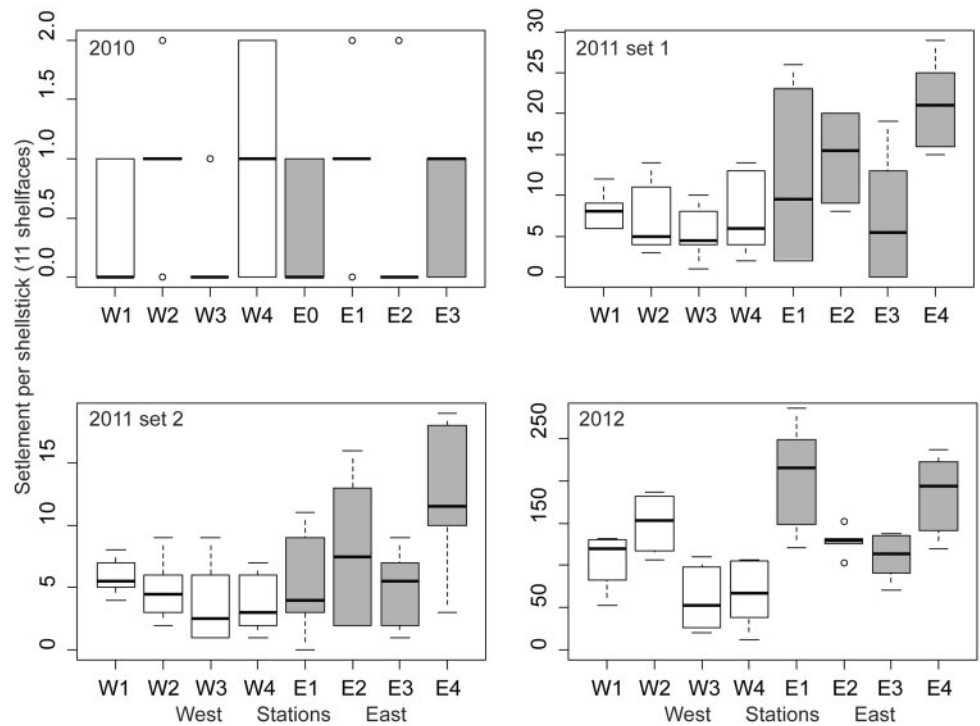 Setlement per shellstick (11 shellfaces)
2010
2.0
1.5
1.0
0.5
0.0
W1 W2 W3 W4 E0 E1 E2 E3
2011 set 1
30
25
20
15
10
5
0
W1 W2 W3 W4 E1 E2 E3 E4
2011 set 2
15
10
5
0
W1 W2 W3 W4 E1 E2 E3 E4
West Stations East
2012
250
150
50
0
W1 W2 W3 W4 E1 E2 E3 E4
West Stations East